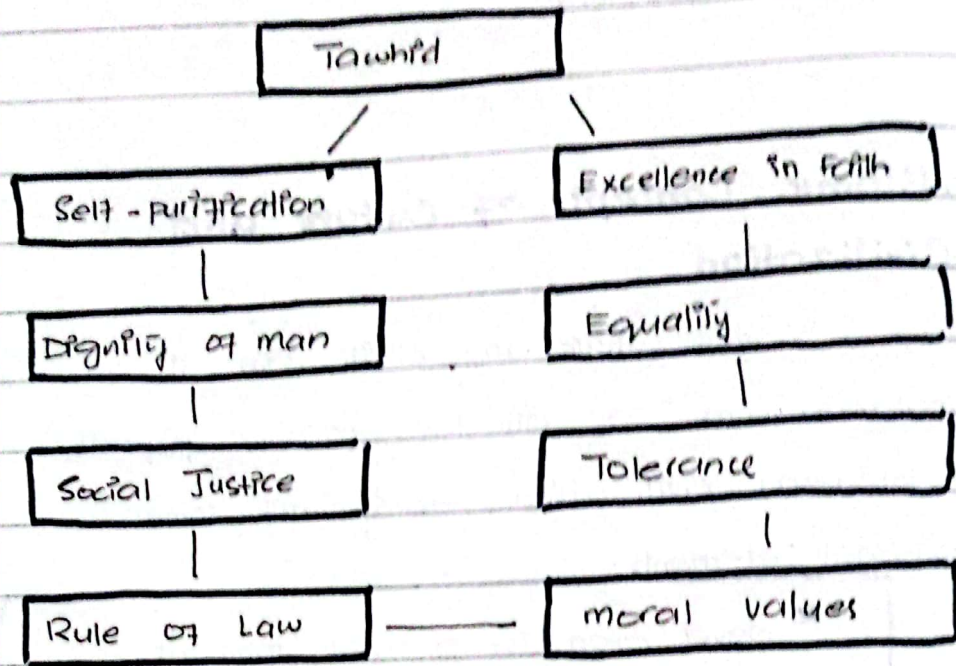 Tawhid
Self-purification
Excellence in Faith
Dignity of man
Equality
Social Justice
Tolerance
Rule of Law
moral values